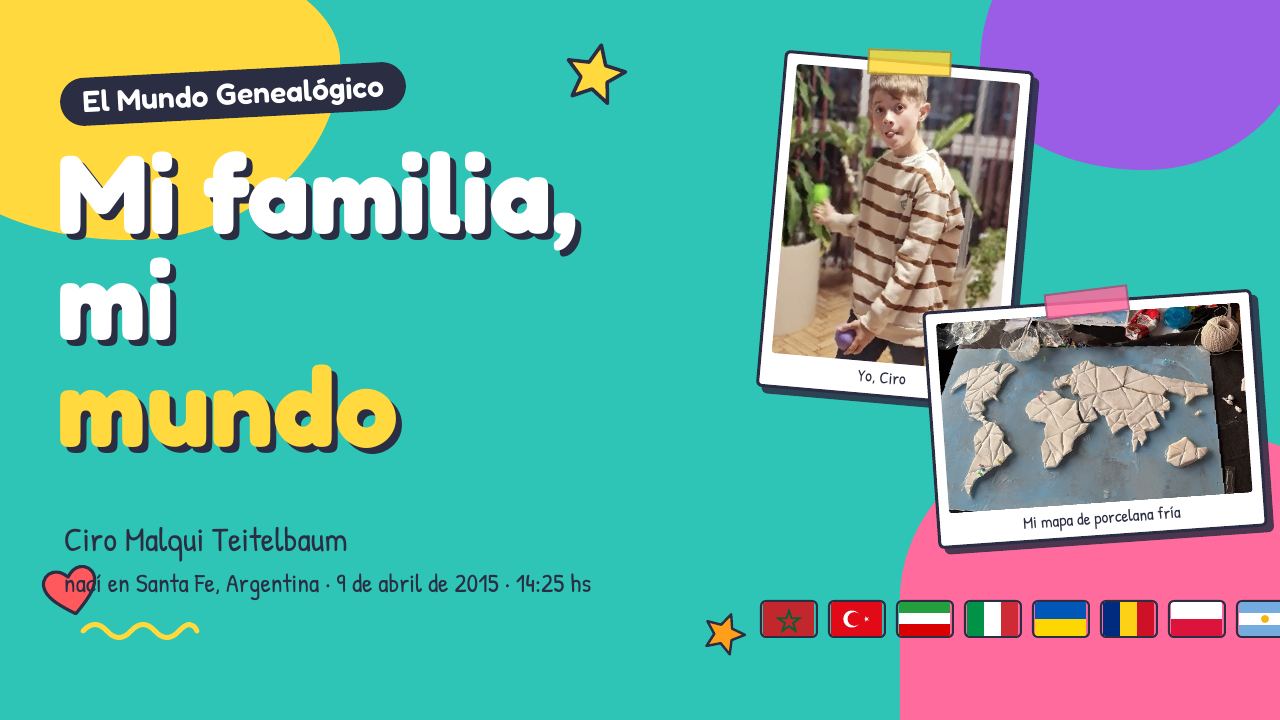 El Mundo Genealógico
Mi familia,
mi
mundo
Ciro Malqui Teitelbaum
nací en Santa Fe, Argentina · 9 de abril de 2015 · 14:25 hs
Yo, Ciro
Mi mapa de porcelana fría